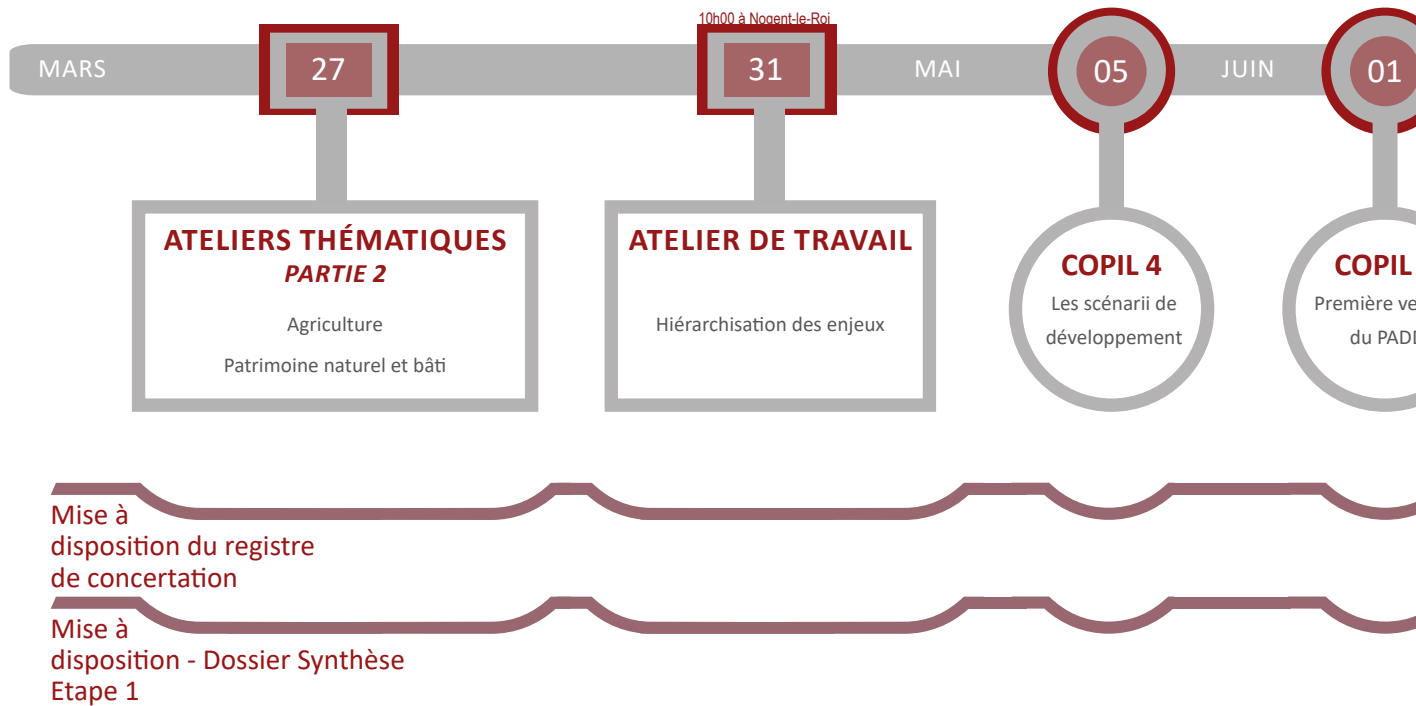 10h00 à Nogent-le-Roi
MARS
27
31
MAI
05
JUIN
01
ATELIERS THÉMATIQUES
PARTIE 2
Agriculture
Patrimoine naturel et bâti
ATELIER DE TRAVAIL
Hiérarchisation des enjeux
COPIL 4
Les scénarii de
développement
COPIL
Première
du
Mise à
disposition du registre
de concertation
Mise à
disposition - Dossier Synthèse
Etape 1